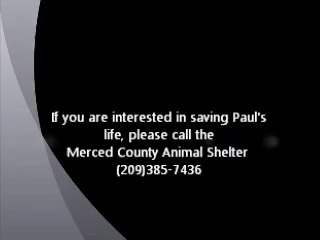 If you are interested in saving Paul's
life, please call the
Merced County Animal Shelter
(209)385-7436